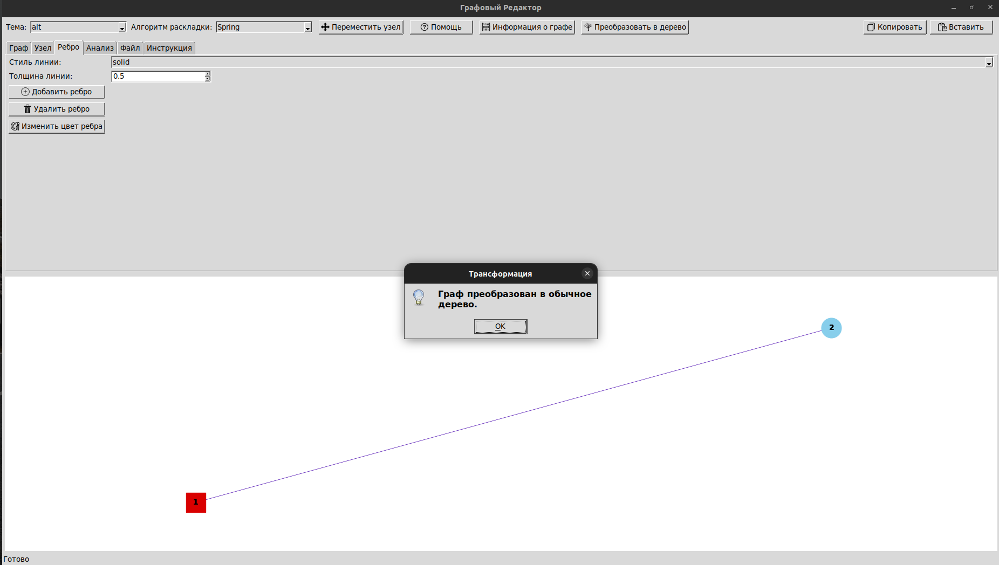 Графовый Редактор
Тема: alt Алгоритм раскладки: Spring Переместить узел Помощь Информация о графе Преобразовать в дерево Копировать Вставить
Граф Узел Ребро Анализ Файл Инструкция
Стиль линии: solid
Толщина линии: 0.5
Добавить ребро
Удалить ребро
Изменить цвет ребра
Трансформация
Граф преобразован в обычное
дерево.
OK
2
1
Готово